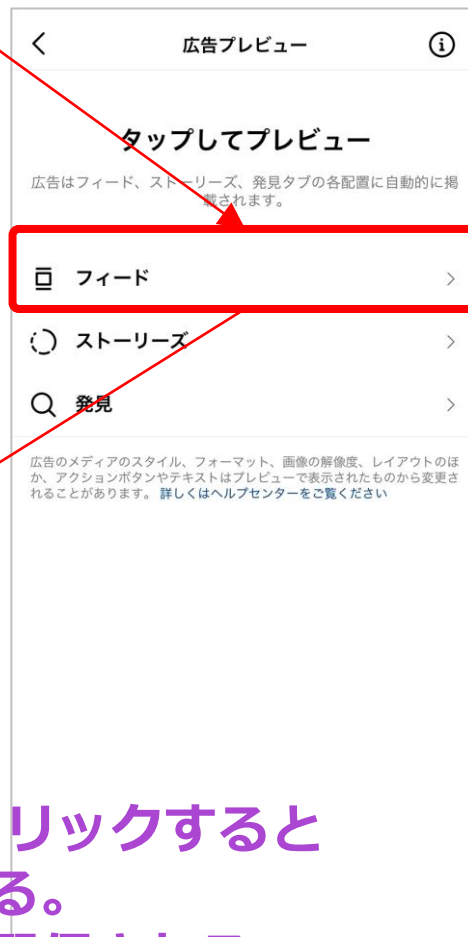 広告プレビュー
タップしてプレビュー
広告はフィード、ストーリーズ、発見タブの各配置に自動的に掲
載されます。
フィード
ストーリーズ
発見
広告のメディアのスタイル、フォーマット、画像の解像度、レイアウトのほ
か、アクションボタンやテキストはプレビューで表示されたものから変更さ
れることがあります。 詳しくはヘルプセンターをご覧ください
リックすると
る。